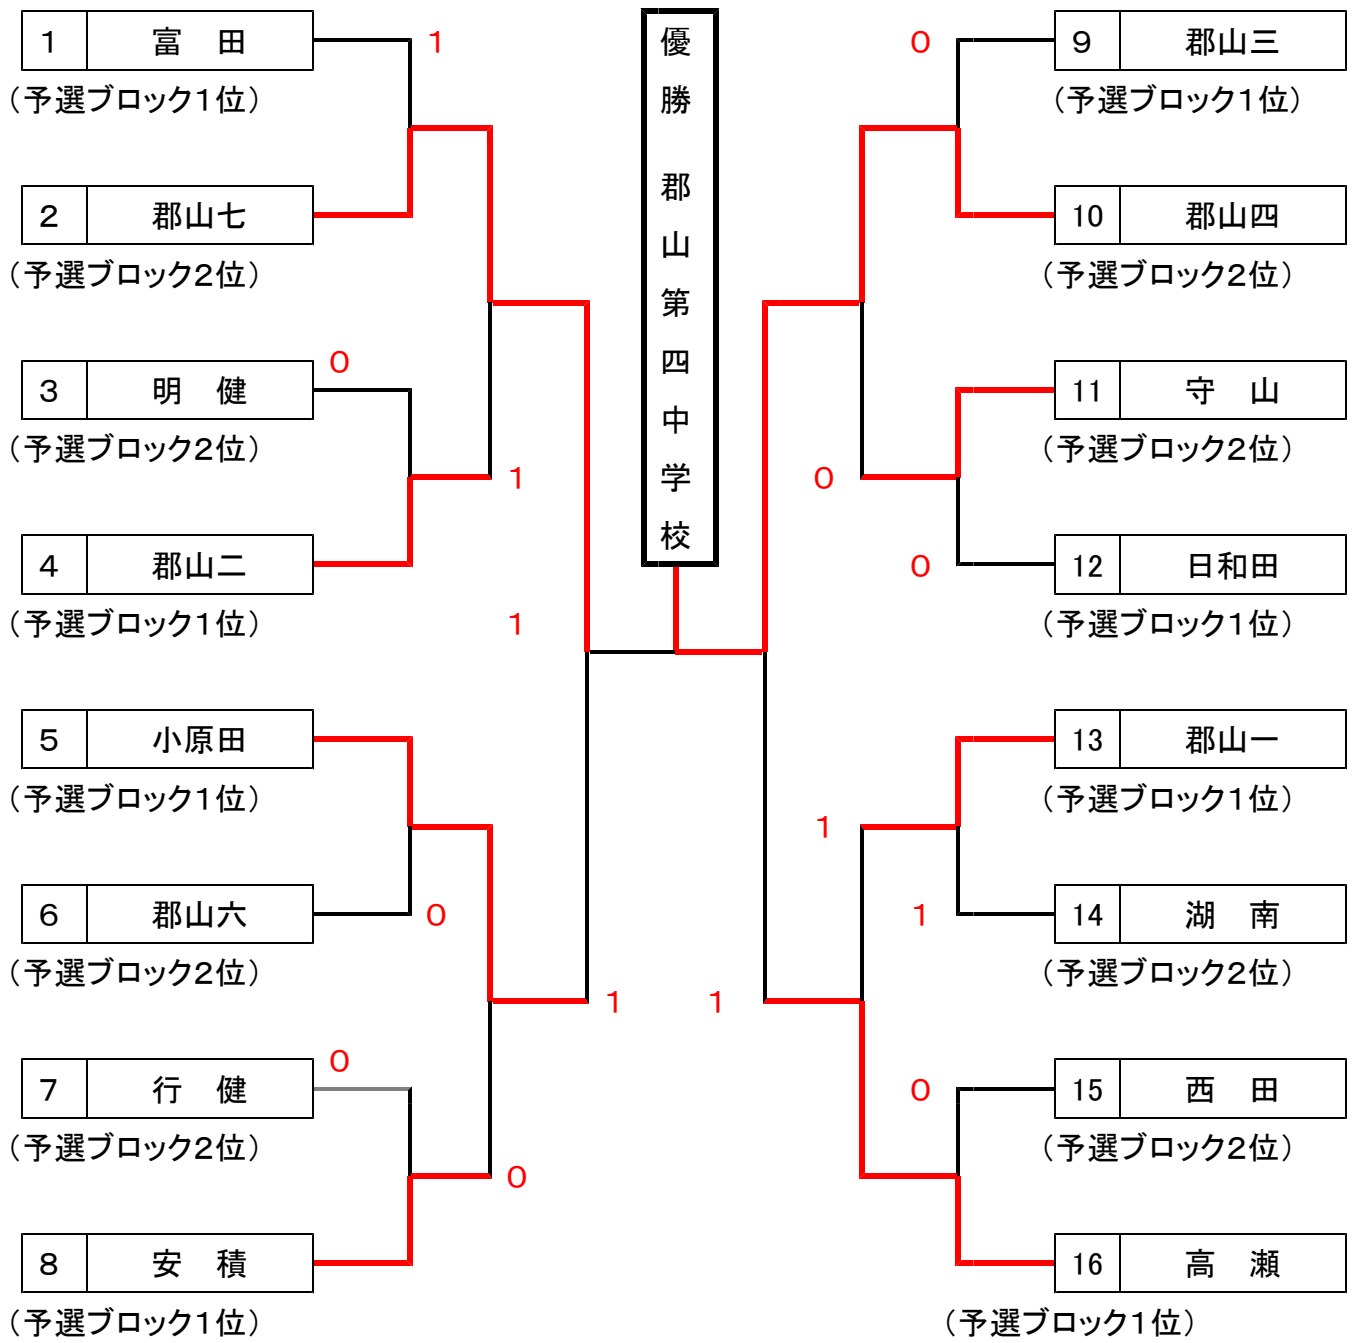 1 富　田
1
(予選ブロック１位)
2 郡山七
(予選ブロック２位)
0
3 明　健
(予選ブロック２位)
1
4 郡山二
(予選ブロック１位)
1
5 小原田
(予選ブロック１位)
6 郡山六
0
(予選ブロック２位)
1
0
7 行　健
(予選ブロック２位)
0
8 安　積
(予選ブロック１位)
優勝　郡山第四中学校
0
9 郡山三
(予選ブロック１位)
10 郡山四
(予選ブロック２位)
11 守　山
(予選ブロック２位)
0
0
12 日和田
(予選ブロック１位)
13 郡山一
(予選ブロック１位)
1
1
14 湖　南
(予選ブロック２位)
1
0
15 西　田
(予選ブロック２位)
16 高　瀬
(予選ブロック１位)